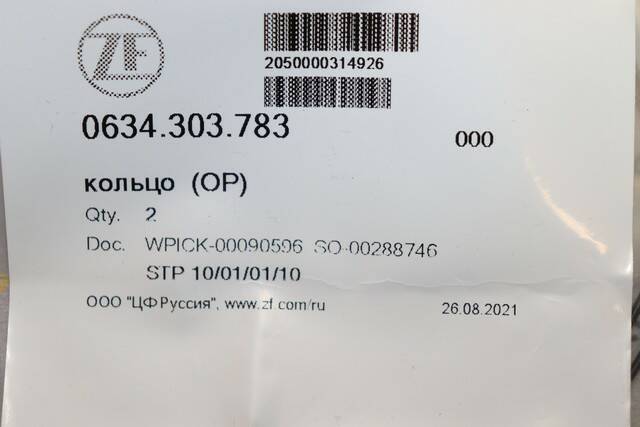 ZF
2050000314926
0634.303.783
000
кольцо (OP)
Qty. 2
Doc. WPICK-00090596 SO-00288746
STP 10/01/01/10
ООО "ЦФ Руссия", www.zf.com/ru
26.08.2021